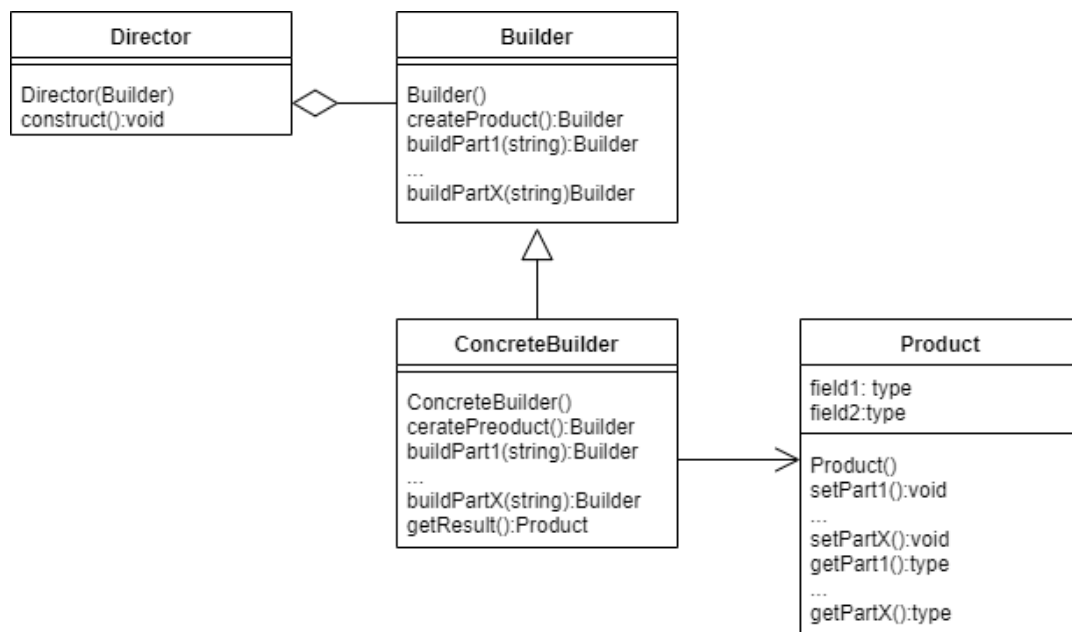 Director
Director(Builder)
construct():void
Builder
Builder()
createProduct():Builder
buildPart1(string):Builder
...
buildPartX(string)Builder
ConcreteBuilder
ConcreteBuilder()
ceratePreoduct():Builder
buildPart1(string):Builder
...
buildPartX(string):Builder
getResult():Product
Product
field1: type
field2:type
Product()
setPart1():void
...
setPartX():void
getPart1():type
...
getPartX():type